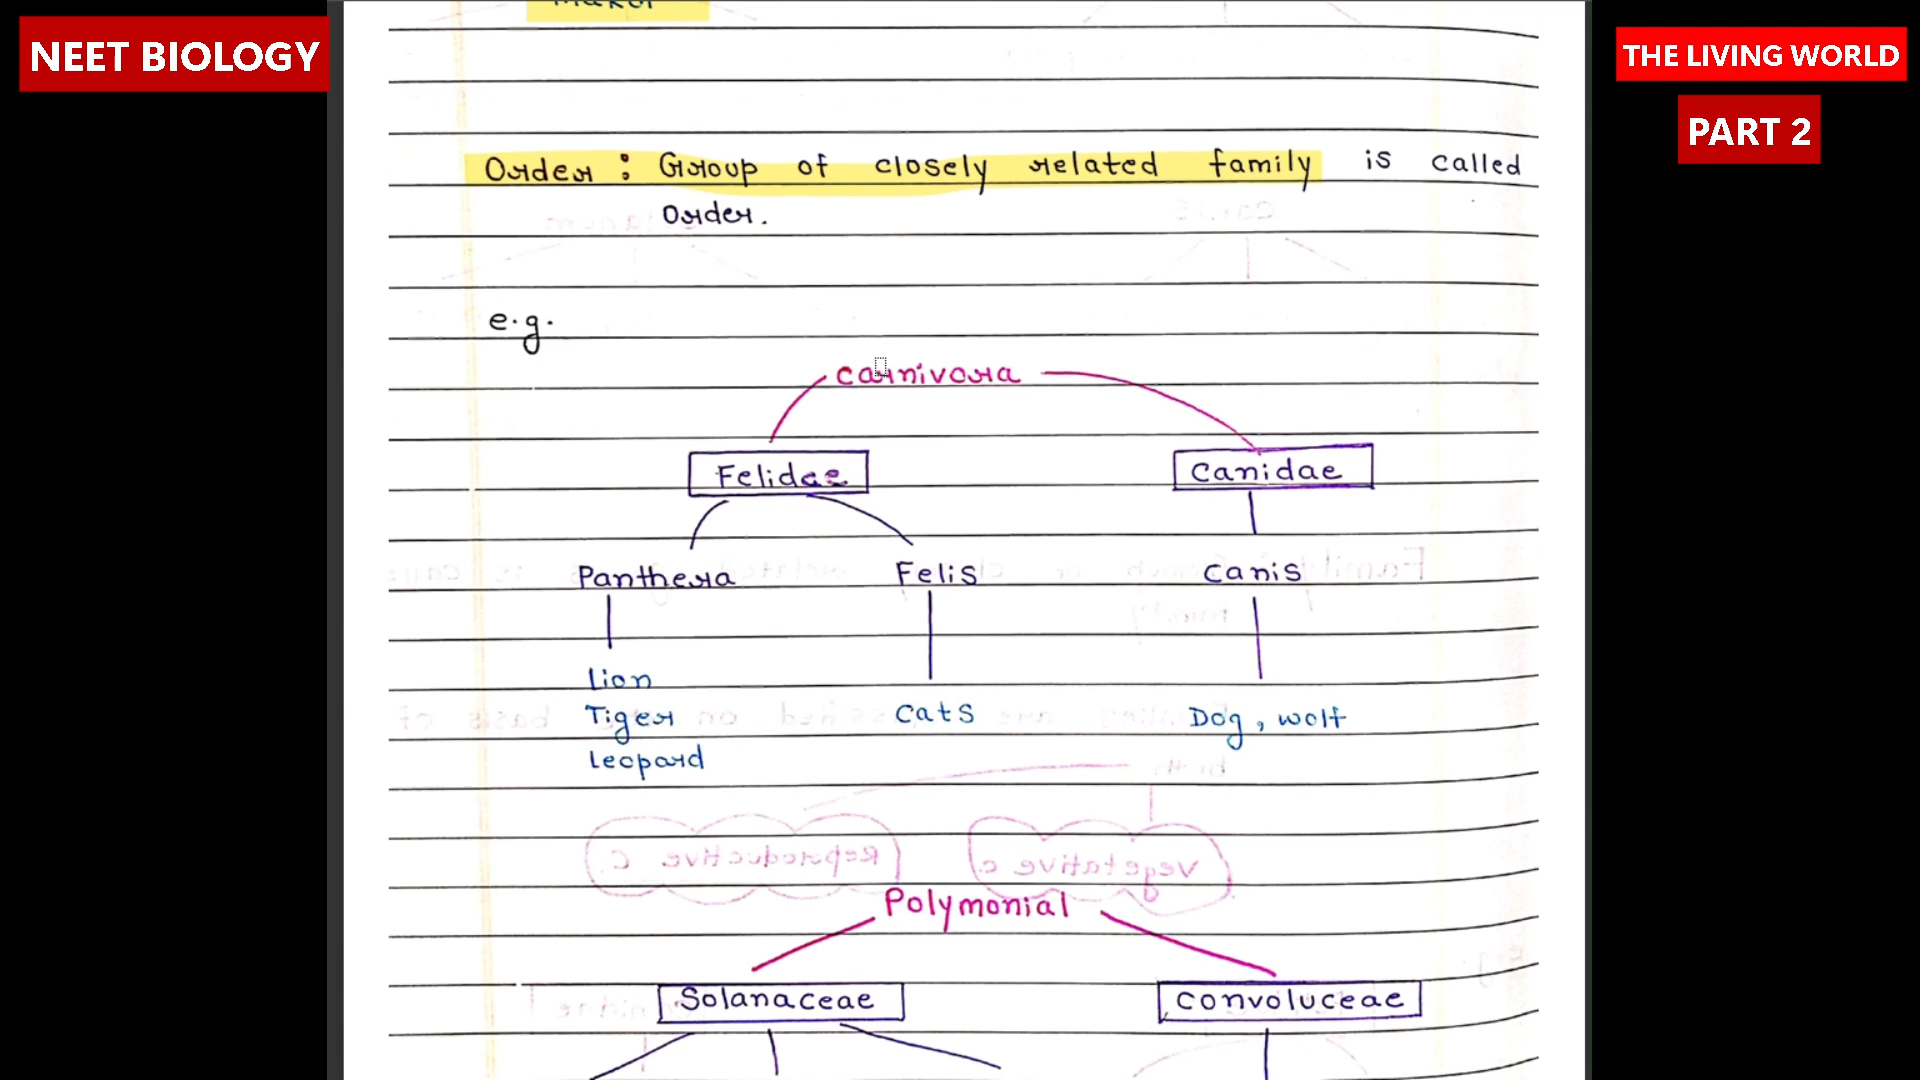 NEET BIOLOGY
THE LIVING WORLD
PART 2
Order : Group of closely related family is called
Order.
e.g.
Carnivora
Felidae Canidae
Panthera Felis Canis
Lion
Tiger Cats Dog, wolf
Leopard
Polymonial
Solanaceae Convoluceae